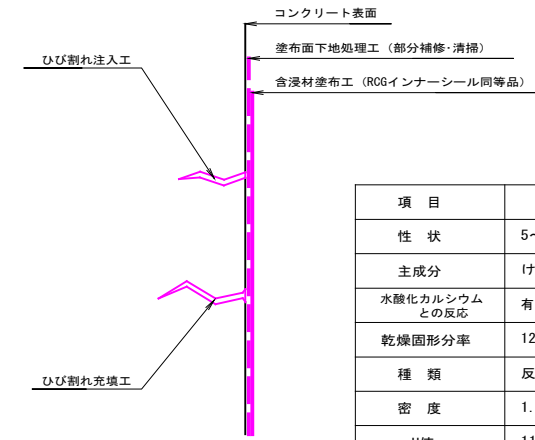 コンクリート表面
塗布面下地処理工（部分補修・清掃）
ひび割れ注入工
含浸材塗布工（RCGインナーシール同等品）
項　目
性　状　5~
主成分　け
水酸化カルシウム
との反応　有
乾燥固形分率　12
種　類　反
ひび割れ充填工
密　度　1.